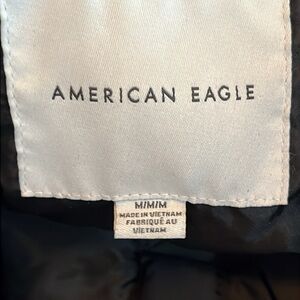 AMERICAN EAGLE
M/M/M
MADE IN VIETNAM
FABRIQUÉ AU
VIETNAM